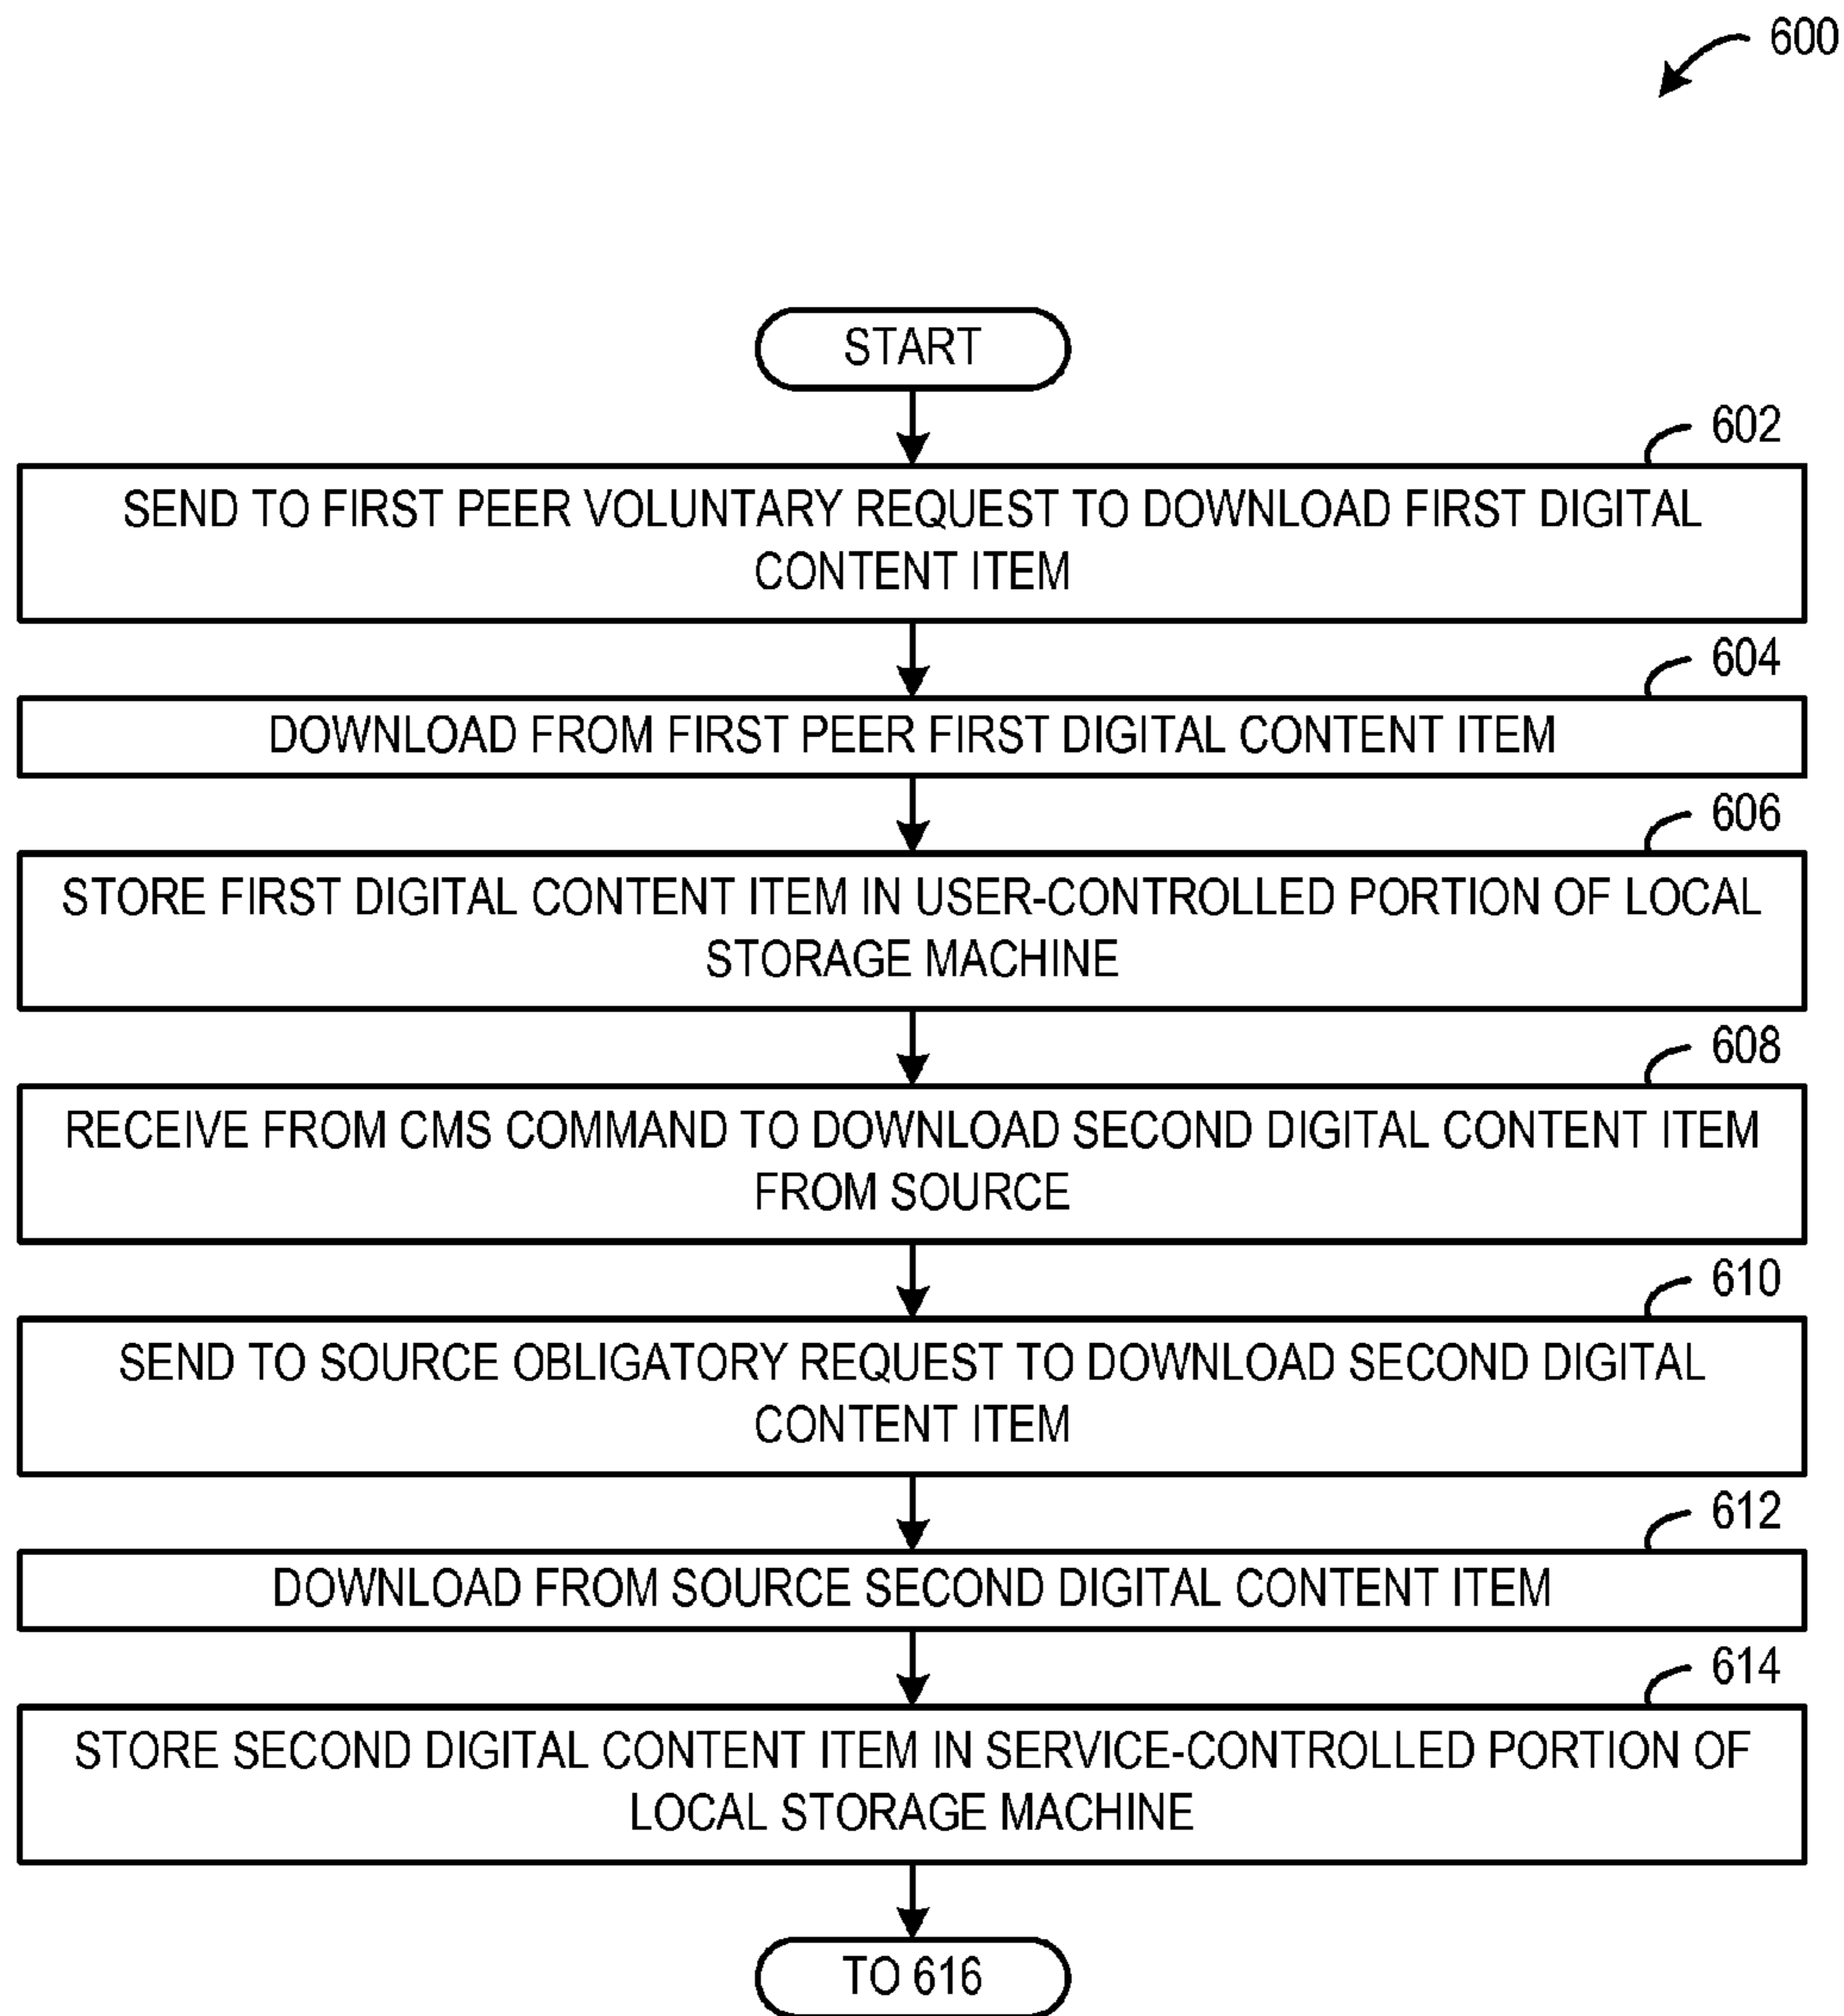 600
START
602
SEND TO FIRST PEER VOLUNTARY REQUEST TO DOWNLOAD FIRST DIGITAL
CONTENT ITEM
604
DOWNLOAD FROM FIRST PEER FIRST DIGITAL CONTENT ITEM
606
STORE FIRST DIGITAL CONTENT ITEM IN USER-CONTROLLED PORTION OF LOCAL
STORAGE MACHINE
608
RECEIVE FROM CMS COMMAND TO DOWNLOAD SECOND DIGITAL CONTENT ITEM
FROM SOURCE
610
SEND TO SOURCE OBLIGATORY REQUEST TO DOWNLOAD SECOND DIGITAL
CONTENT ITEM
612
DOWNLOAD FROM SOURCE SECOND DIGITAL CONTENT ITEM
614
STORE SECOND DIGITAL CONTENT ITEM IN SERVICE-CONTROLLED PORTION OF
LOCAL STORAGE MACHINE
TO 616